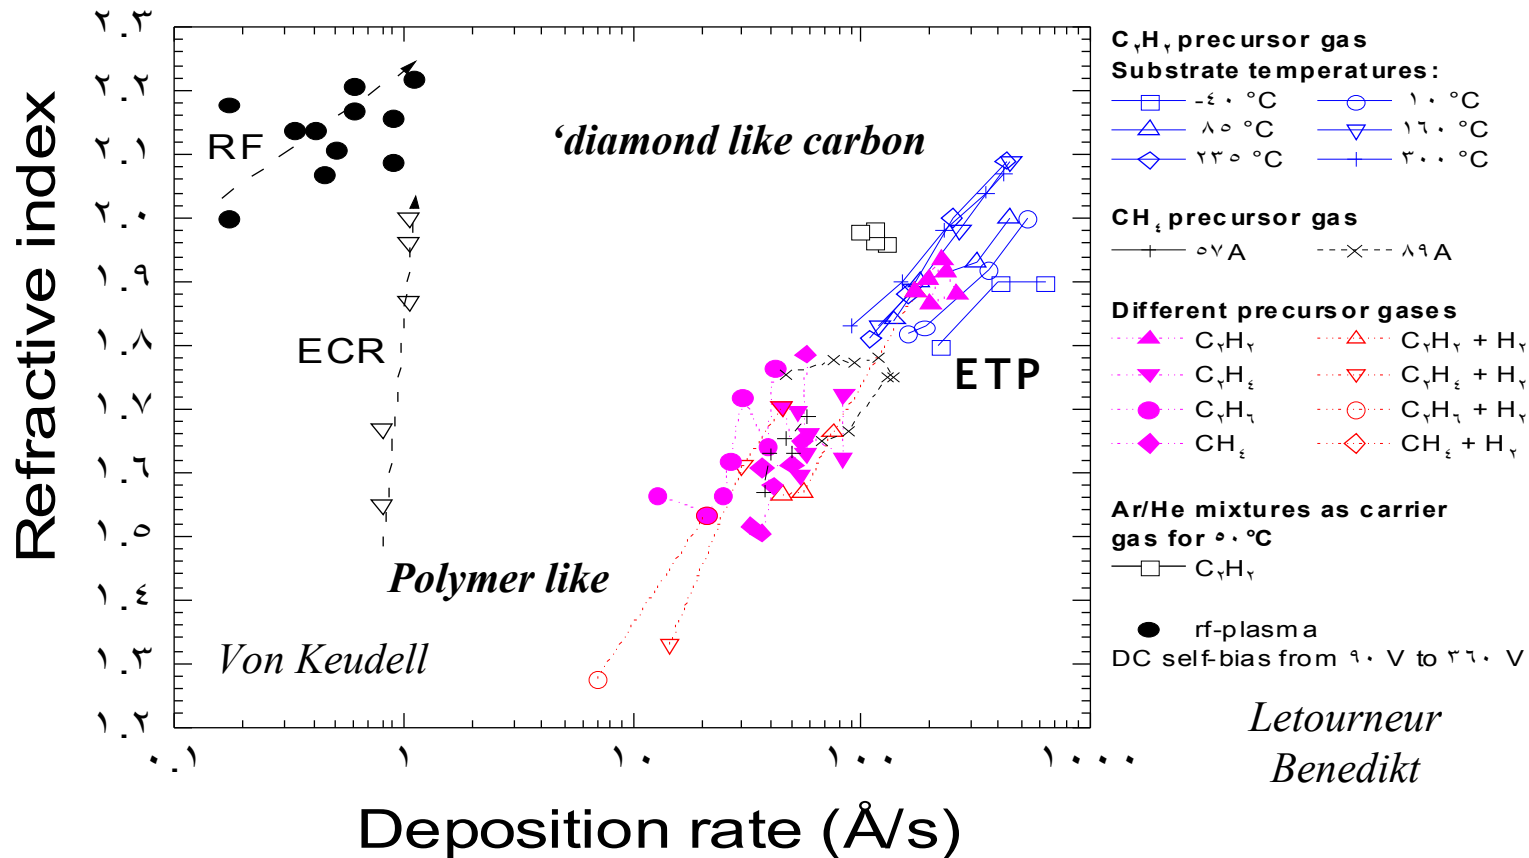 Refractive index
٢.٣
٢.٢
٢.١
٢.٠
١.٩
١.٨
١.٧
١.٦
١.٥
١.٤
١.٣
١.٢
٠.١
١
١٠
١٠٠
١٠٠٠
Deposition rate (Å/s)
RF
ECR
‘diamond like carbon
ETP
Polymer like
Von Keudell
C₂H₂ precursor gas
Substrate temperatures:
-٤٠ °C
١٠ °C
٨٥ °C
١٦٠ °C
٢٣٥ °C
٣٠٠ °C
CH٤ precursor gas
٥٧A
٨٩A
Different precursor gases
C٢H٢
C٢H٢ + H٢
C٢H٤
C٢H٤ + H٢
C٢H٦
C٢H٦ + H٢
CH٤
CH٤ + H٢
Ar/He mixtures as carrier
gas for ٥٠°C
C٢H٢
rf-plasma
DC self-bias from ٩٠ V to ٣٦٠ V
Letourneur
Benedikt